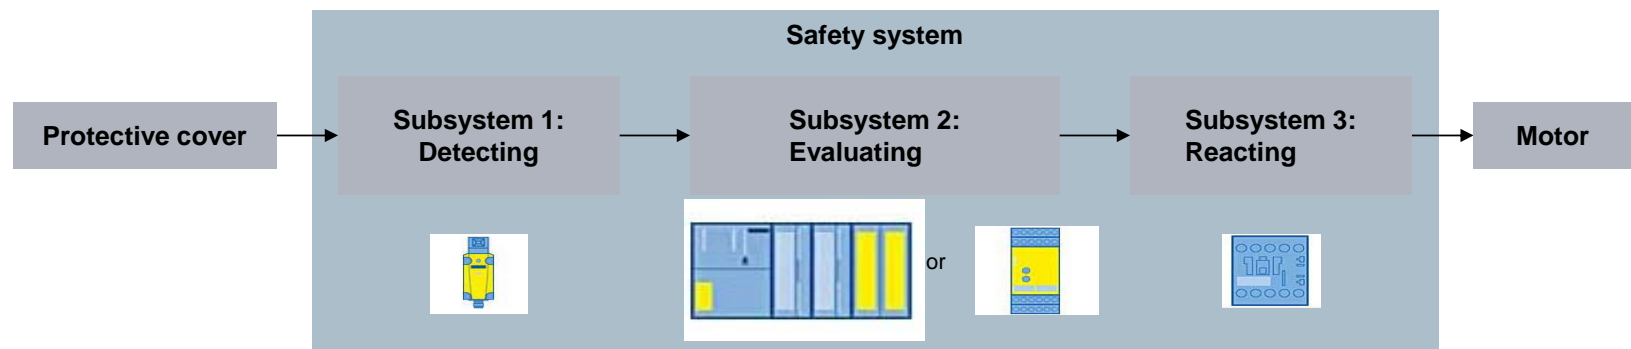 Safety system
Protective cover
Subsystem 1:
Detecting
Subsystem 2:
Evaluating
Subsystem 3:
Reacting
Motor
or